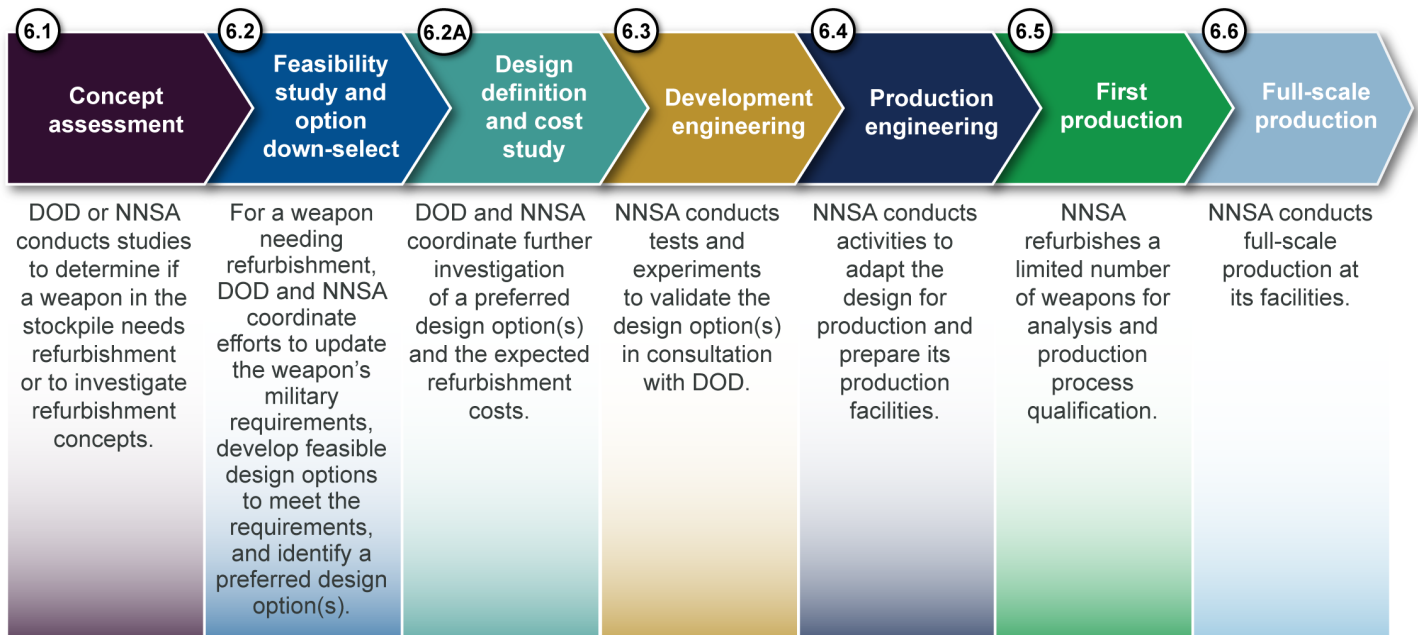 6.1
Concept
assessment
DOD or NNSA
conducts studies
to determine if
a weapon in the
stockpile needs
refurbishment
or to investigate
refurbishment
concepts.
6.2
Feasibility
study and
option
down-select
For a weapon
needing
refurbishment,
DOD and NNSA
coordinate
efforts to update
the weapon's
military
requirements,
develop feasible
design options
to meet the
requirements,
and identify a
preferred design
option(s).
6.2A
Design
definition
and cost
study
DOD and NNSA
coordinate further
investigation
of a preferred
design option(s)
and the expected
refurbishment
costs.
6.3
Development
engineering
NNSA conducts
tests and
experiments
to validate the
design option(s)
in consultation
with DOD.
6.4
Production
engineering
NNSA conducts
activities to
adapt the
design for
production and
prepare its
production
facilities.
6.5
First
production
NNSA
refurbishes a
limited number
of weapons for
analysis and
production
process
qualification.
6.6
Full-scale
production
NNSA conducts
full-scale
production at
its facilities.